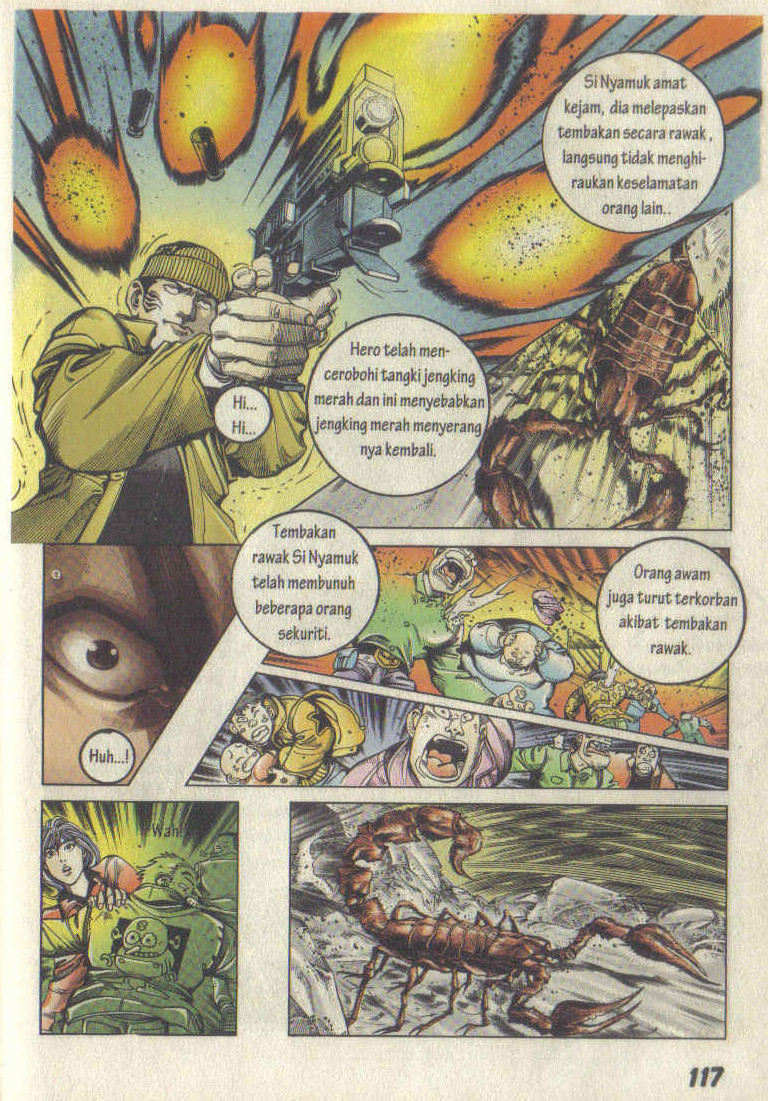 Si Nyamuk amat
kejam, dia melepaskan
tembakan secara rawak,
langsung tidak menghi-
raukan keselamatan
orang lain..
Hero telah men-
cerobohi tangki jengking
merah dan ini menyebabkan
jengking merah menyerang
nya kembali.
Hi...
Hi...
Tembakan
rawak Si Nyamuk
telah membunuh
beberapa orang
sekuriti.
Orang awam
juga turut terkorban
akibat tembakan
rawak.
Huh...!
Wah!
117